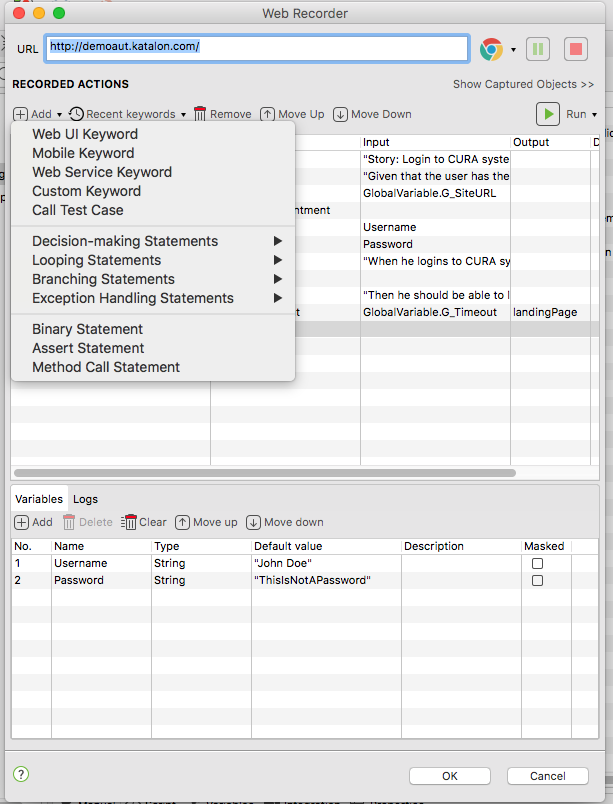 Web Recorder
URL http://demoaut.katalon.com/
RECORDED ACTIONS Show Captured Objects >>
Add Recent keywords Remove Move Up Move Down Run
Input Output D
Web UI Keyword
"Story: Login to CURA syste
Mobile Keyword
"Given that the user has the
Web Service Keyword
GlobalVariable.G_SiteURL
Custom Keyword
Call Test Case
ntment
Username
Decision-making Statements
Password
Looping Statements
"When he logins to CURA sy
Branching Statements
Exception Handling Statements
"Then he should be able to l
t GlobalVariable.G_Timeout landingPage
Binary Statement
Assert Statement
Method Call Statement
Variables Logs
Add Delete Clear Move up Move down
No. Name Type Default value Description Masked
1 Username String "John Doe"
2 Password String "ThisIsNotAPassword"
? OK Cancel